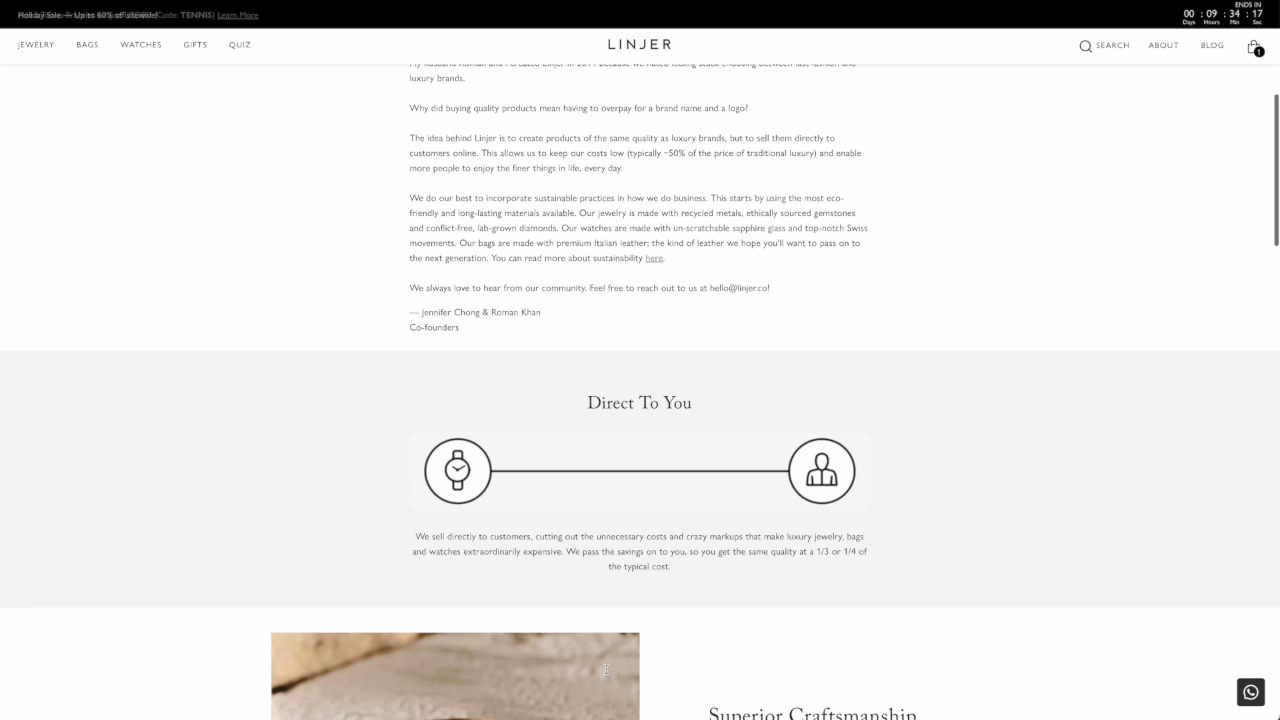 Holiday Sale — Up to 60% off sitewide!
Code: TENNIS) Learn More
ENDS IN
00 : 09 : 34 : 17
Days Hours Min Sec
JEWELRY BAGS WATCHES GIFTS QUIZ
LINJER
SEARCH ABOUT BLOG
1
luxury brands.
Why did buying quality products mean having to overpay for a brand name and a logo?
The idea behind Linjer is to create products of the same quality as luxury brands, but to sell them directly to
customers online. This allows us to keep our costs low (typically ~50% of the price of traditional luxury) and enable
more people to enjoy the finer things in life, every day.
We do our best to incorporate sustainable practices in how we do business. This starts by using the most eco-
friendly and long-lasting materials available. Our jewelry is made with recycled metals, ethically sourced gemstones
and conflict-free, lab-grown diamonds. Our watches are made with un-scratchable sapphire glass and top-notch Swiss
movements. Our bags are made with premium Italian leather; the kind of leather we hope you'll want to pass on to
the next generation. You can read more about sustainability here.
We always love to hear from our community. Feel free to reach out to us at hello@linjer.co!
— Jennifer Chong & Roman Khan
Co-founders
Direct To You
We sell directly to customers, cutting out the unnecessary costs and crazy markups that make luxury jewelry, bags
and watches extraordinarily expensive. We pass the savings on to you, so you get the same quality at a 1/3 or 1/4 of
the typical cost.
Superior Craftsmanship